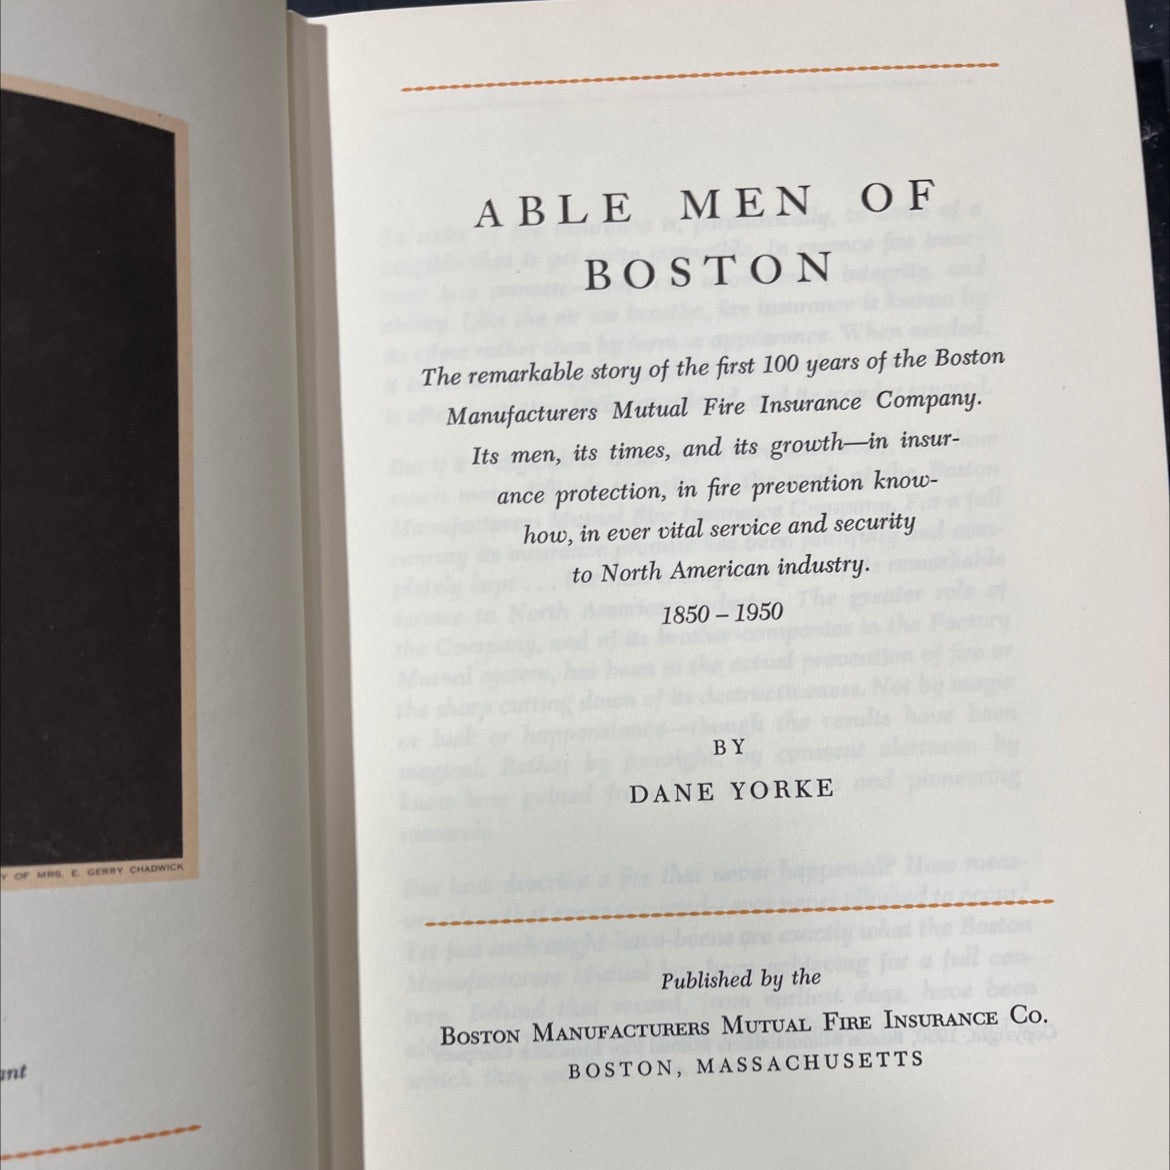 Y OF MRS. E. GERRY CHADWICK
ant
ABLE MEN OF
BOSTON
The remarkable story of the first 100 years of the Boston
Manufacturers Mutual Fire Insurance Company.
Its men, its times, and its growth—in insur-
ance protection, in fire prevention know-
how, in ever vital service and security
to North American industry.
1850 – 1950
BY
DANE YORKE
Published by the
BOSTON MANUFACTURERS MUTUAL FIRE INSURANCE CO.
BOSTON, MASSACHUSETTS